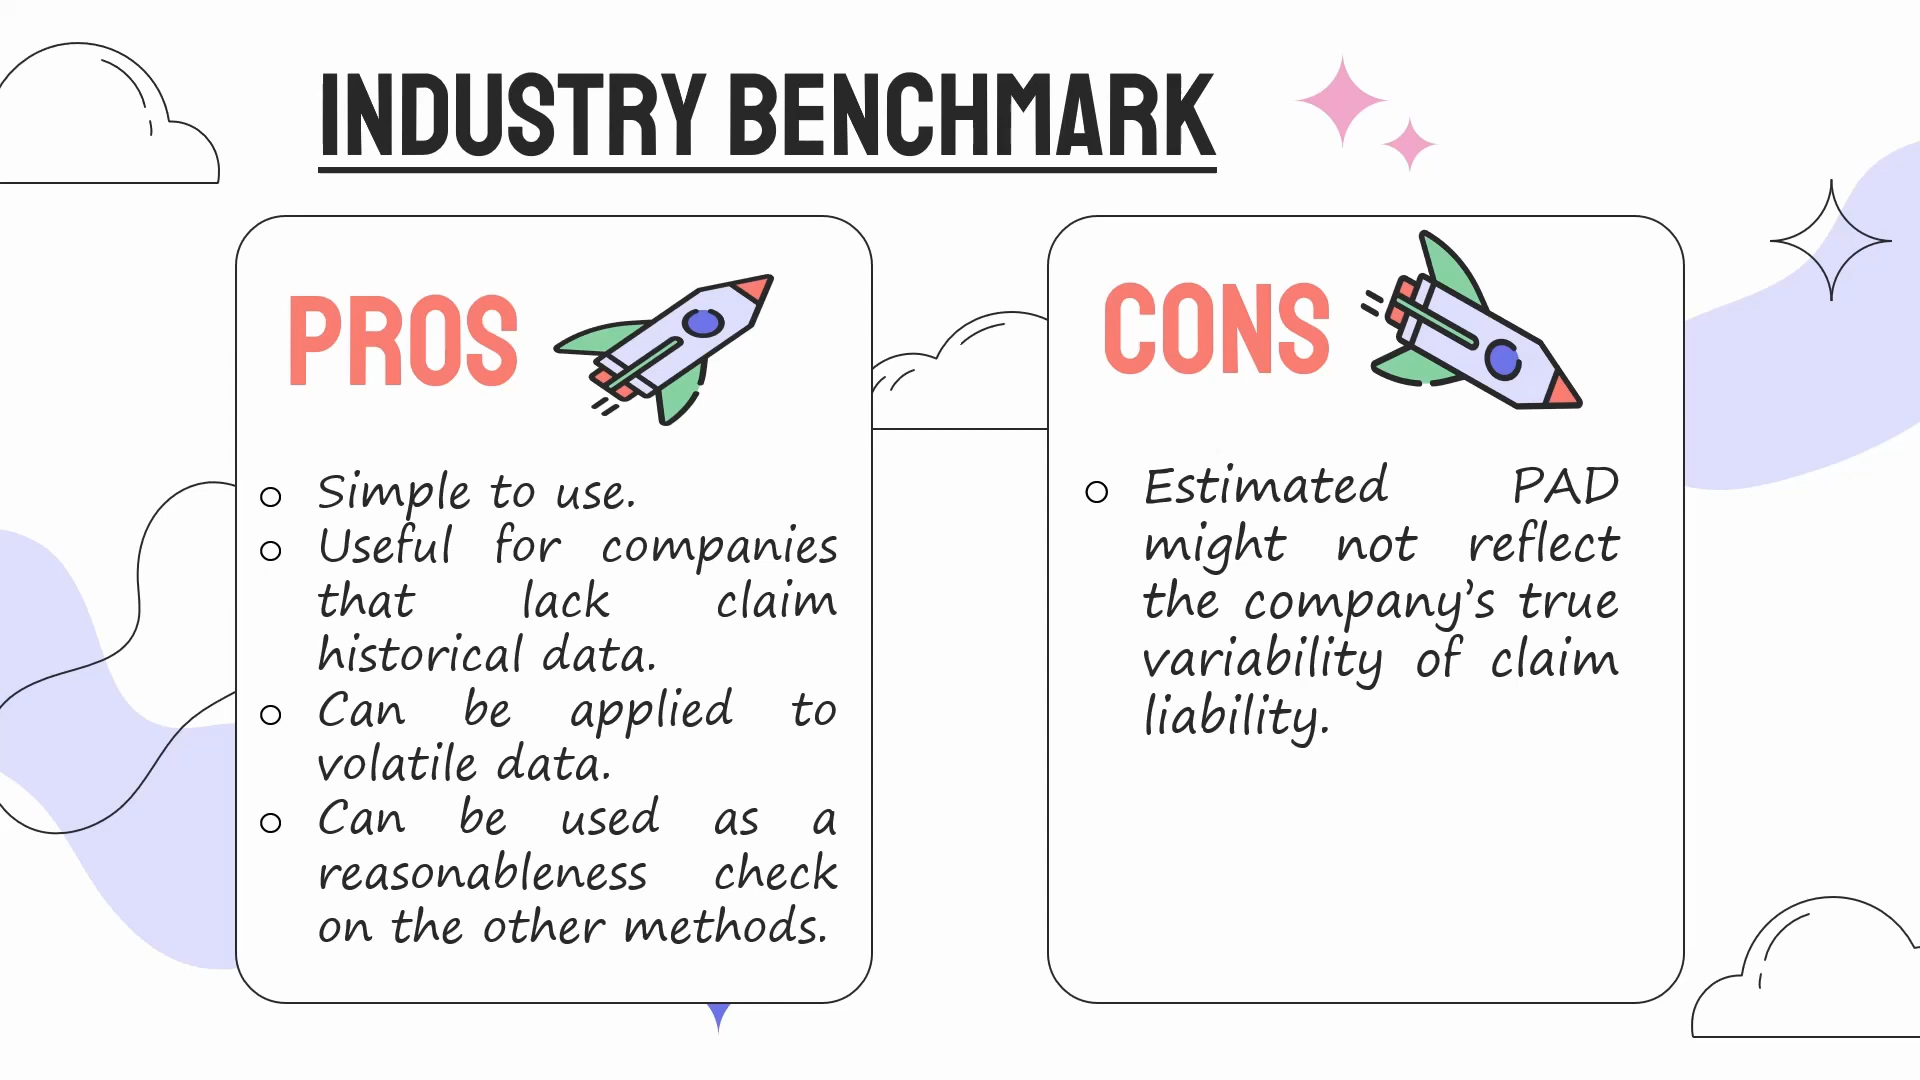 INDUSTRY BENCHMARK
PROS
Simple to use.
Useful for companies
that lack claim
historical data.
Can be applied to
volatile data.
Can be used as a
reasonableness check
on the other methods.
CONS
Estimated PAD
might not reflect
the company’s true
variability of claim
liability.